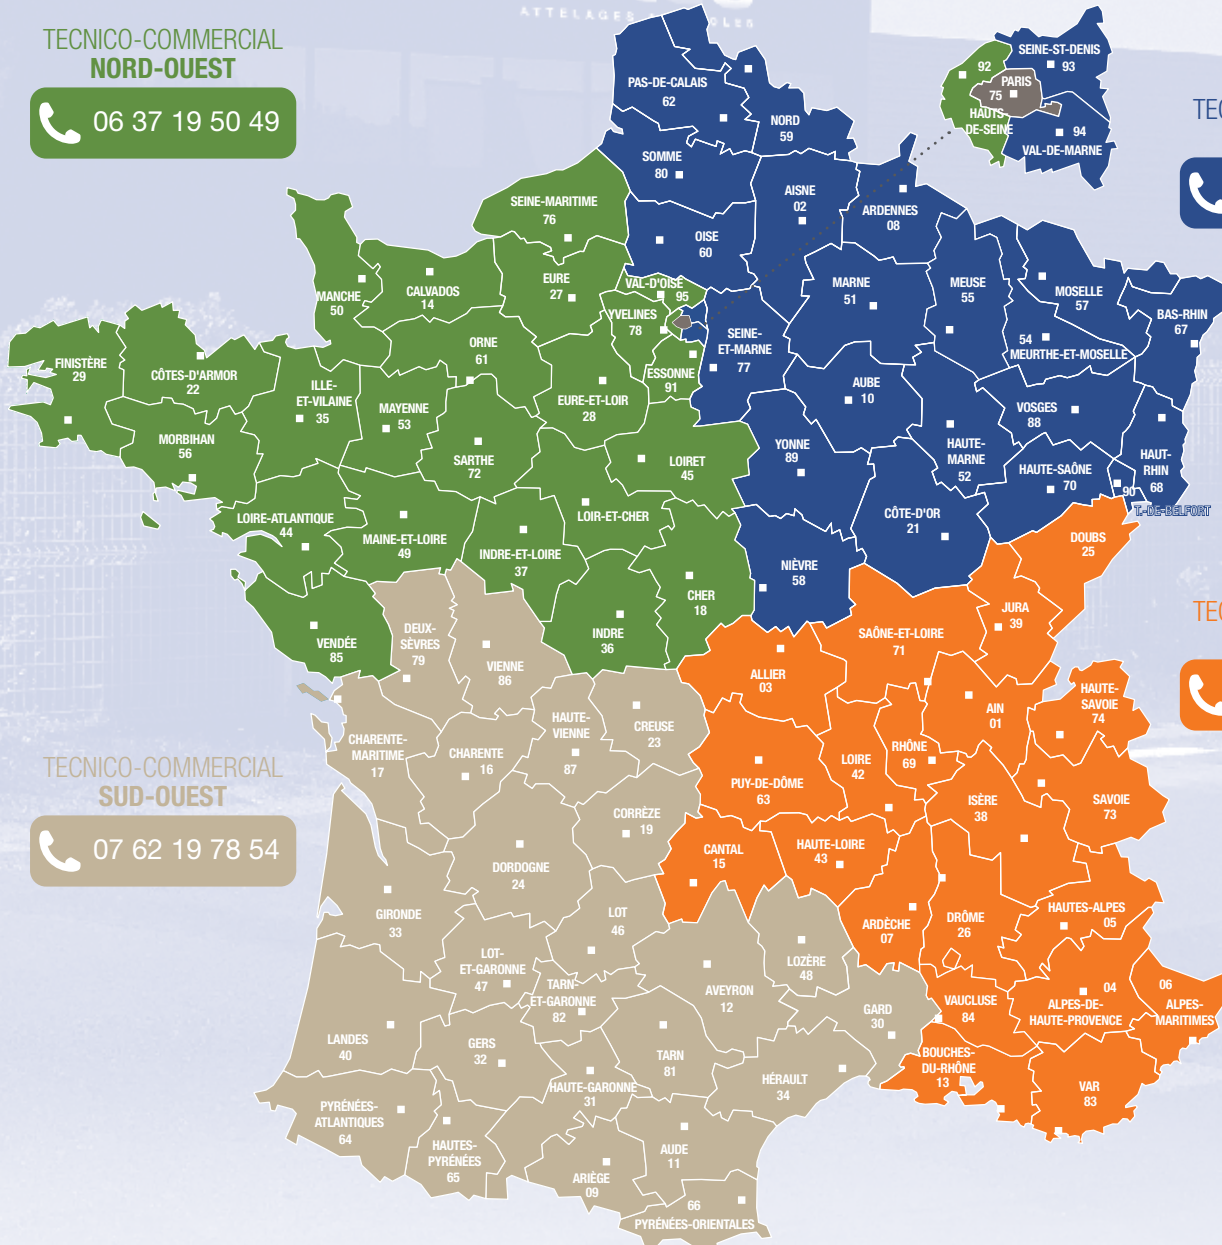 ATTELAGES
TECNICO-COMMERCIAL
NORD-OUEST
06 37 19 50 49
TEC
PAS-DE-CALAIS
62
NORD
59
SOMME
80
AISNE
02
ARDENNES
08
OISE
60
SEINE-ST-DENIS
93
92
PARIS
75
HAUTS-
DE-SEINE
94
VAL-DE-MARNE
SEINE-MARITIME
76
EURE
27
VAL-D'OISE
95
YVELINES
78
ESSONNE
91
SEINE-
ET-MARNE
77
MARNE
51
MEUSE
55
MOSELLE
57
54
MEURTHE-ET-MOSELLE
BAS-RHIN
67
MANCHE
50
CALVADOS
14
ORNE
61
FINISTÈRE
29
CÔTES-D'ARMOR
22
ILLE-
ET-VILAINE
35
MAYENNE
53
SARTHE
72
EURE-ET-LOIR
28
AUBE
10
VOSGES
88
HAUTE-
MARNE
52
HAUT-
RHIN
68
MORBIHAN
56
LOIRET
45
YONNE
89
HAUTE-SAÔNE
70
90
T.-DE-BELFORT
LOIRE-ATLANTIQUE
44
MAINE-ET-LOIRE
49
INDRE-ET-LOIRE
37
LOIR-ET-CHER
CÔTE-D'OR
21
DOUBS
25
NIÈVRE
58
CHER
18
INDRE
36
VENDÉE
85
DEUX-
SÈVRES
79
VIENNE
86
JURA
39
SAÔNE-ET-LOIRE
71
TEC
ALLIER
03
AIN
01
HAUTE-
SAVOIE
74
HAUTE-
VIENNE
87
CREUSE
23
CHARENTE-
MARITIME
17
CHARENTE
16
PUY-DE-DÔME
63
LOIRE
42
RHÔNE
69
ISÈRE
38
SAVOIE
73
TECNICO-COMMERCIAL
SUD-OUEST
07 62 19 78 54
CORRÈZE
19
DORDOGNE
24
CANTAL
15
HAUTE-LOIRE
43
GIRONDE
33
LOT
46
ARDÈCHE
07
DRÔME
26
HAUTES-ALPES
05
LOT-
ET-GARONNE
47
TARN-
ET-GARONNE
82
AVEYRON
12
LOZÈRE
48
GARD
30
VAUCLUSE
84
04
ALPES-DE-
HAUTE-PROVENCE
06
ALPES-
MARITIMES
LANDES
40
GERS
32
TARN
81
HAUTE-GARONNE
31
HÉRAULT
34
BOUCHES-
DU-RHÔNE
13
VAR
83
PYRÉNÉES-
ATLANTIQUES
64
HAUTES-
PYRÉNÉES
65
ARIÈGE
09
AUDE
11
66
PYRÉNÉES-ORIENTALES